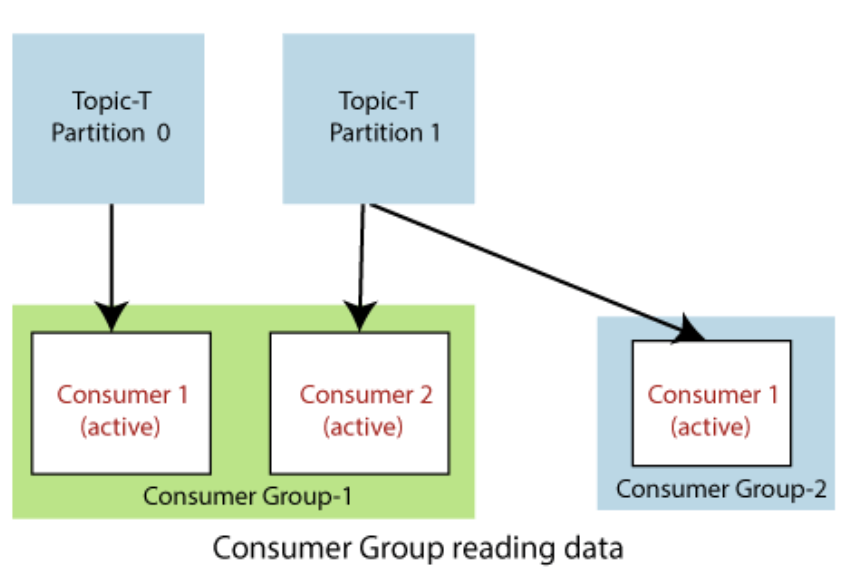 Topic-T
Partition 0
Topic-T
Partition 1
Consumer 1
(active)
Consumer 2
(active)
Consumer Group-1
Consumer 1
(active)
Consumer Group-2
Consumer Group reading data